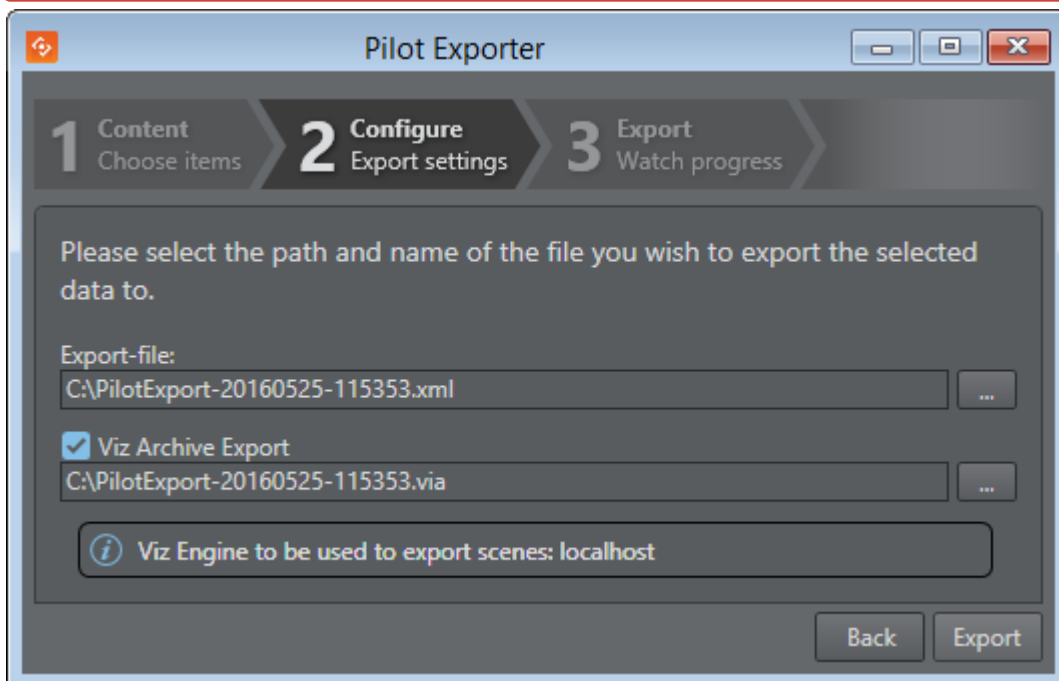 Pilot Exporter
1 Content
Choose items
2 Configure
Export settings
3 Export
Watch progress
Please select the path and name of the file you wish to export the selected
data to.
Export-file:
C:\PilotExport-20160525-115353.xml
...
Viz Archive Export
C:\PilotExport-20160525-115353.via
...
Viz Engine to be used to export scenes: localhost
Back Export